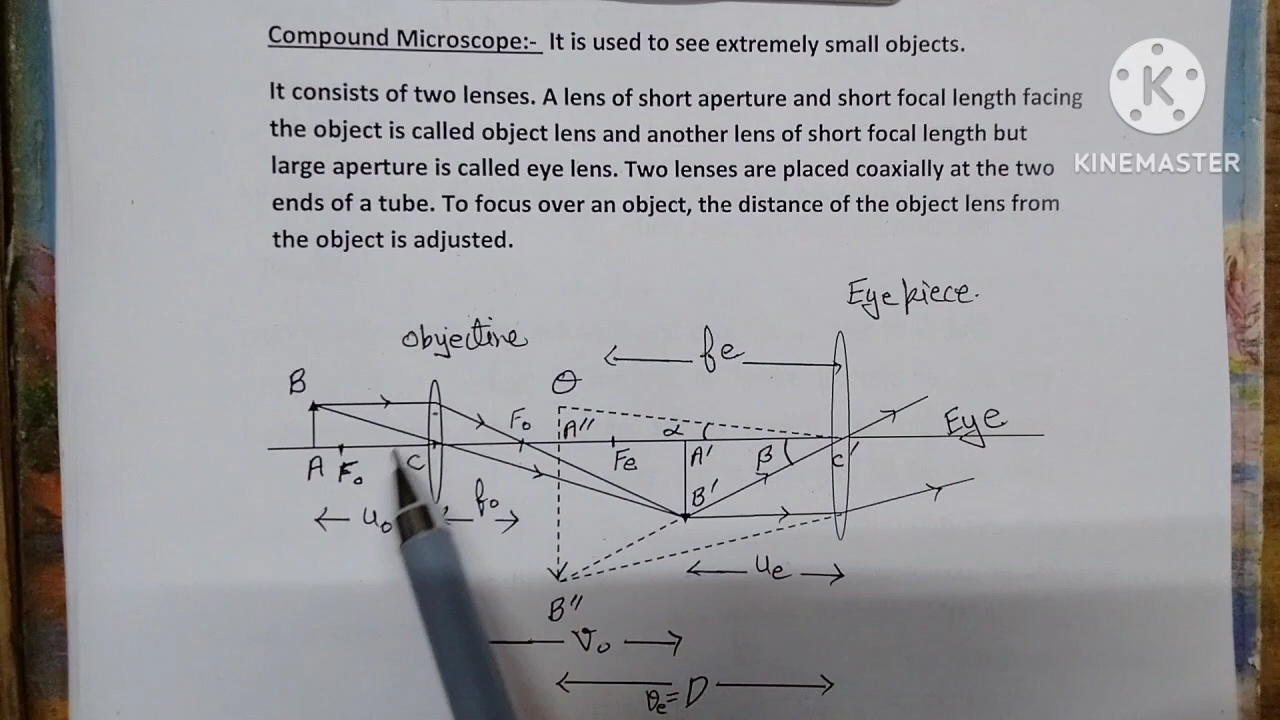 Compound Microscope:- It is used to see extremely small objects.
It consists of two lenses. A lens of short aperture and short focal length facing
the object is called object lens and another lens of short focal length but
large aperture is called eye lens. Two lenses are placed coaxially at the two
ends of a tube. To focus over an object, the distance of the object lens from
the object is adjusted.
K
KINEMASTER
Eye piece.
Objective
fe
B
θ
Fo
A″
α
Eye
A
Fo
C
Fe
A′
β
C′
B′
uo
fo
ue
B″
vo
ve = D